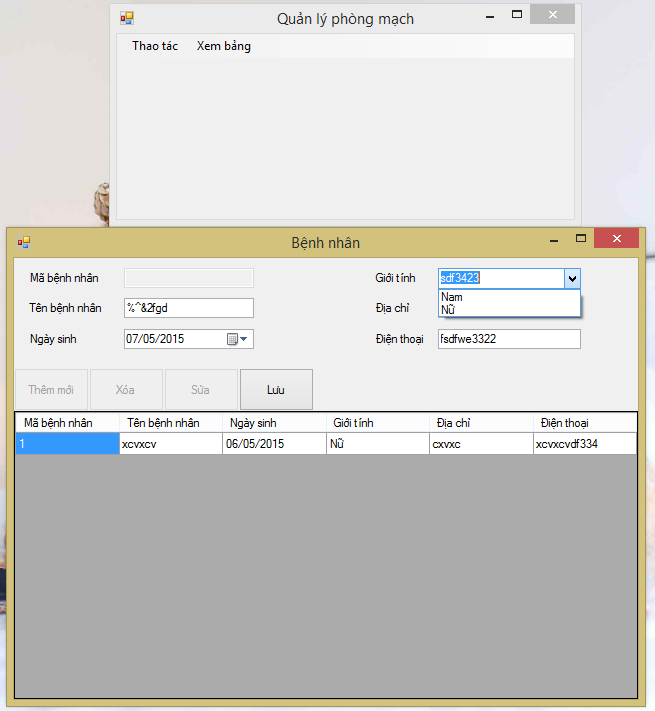 Quản lý phòng mạch
Thao tác Xem bảng
Bệnh nhân
Mã bệnh nhân Giới tính sdf3423
Nam
Nữ
Tên bệnh nhân %^&2fgd Địa chỉ
Ngày sinh 07/05/2015 Điện thoại fsdfwe3322
Thêm mới Xóa Sửa Lưu
Mã bệnh nhân Tên bệnh nhân Ngày sinh Giới tính Địa chỉ Điện thoại
1 xcvxcv 06/05/2015 Nữ cxvxc xcvxcvdf334